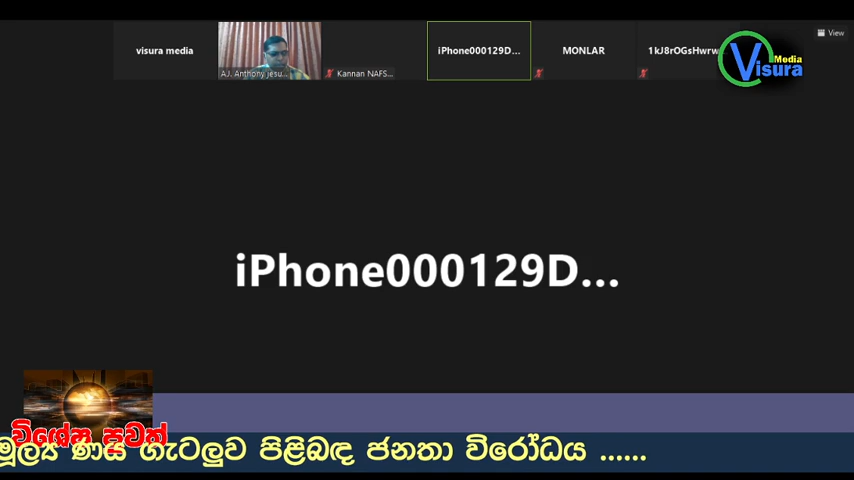 visura media
A.J. Anthony jesu...
Kannan NAFS...
iPhone000129D...
MONLAR
1kJ8rOGsHwrw
View
Visura Media
iPhone000129D...
විශේෂ පුවත්
මූල්‍ය ණය ගැටලුව පිළිබඳ ජනතා විරෝධය ......